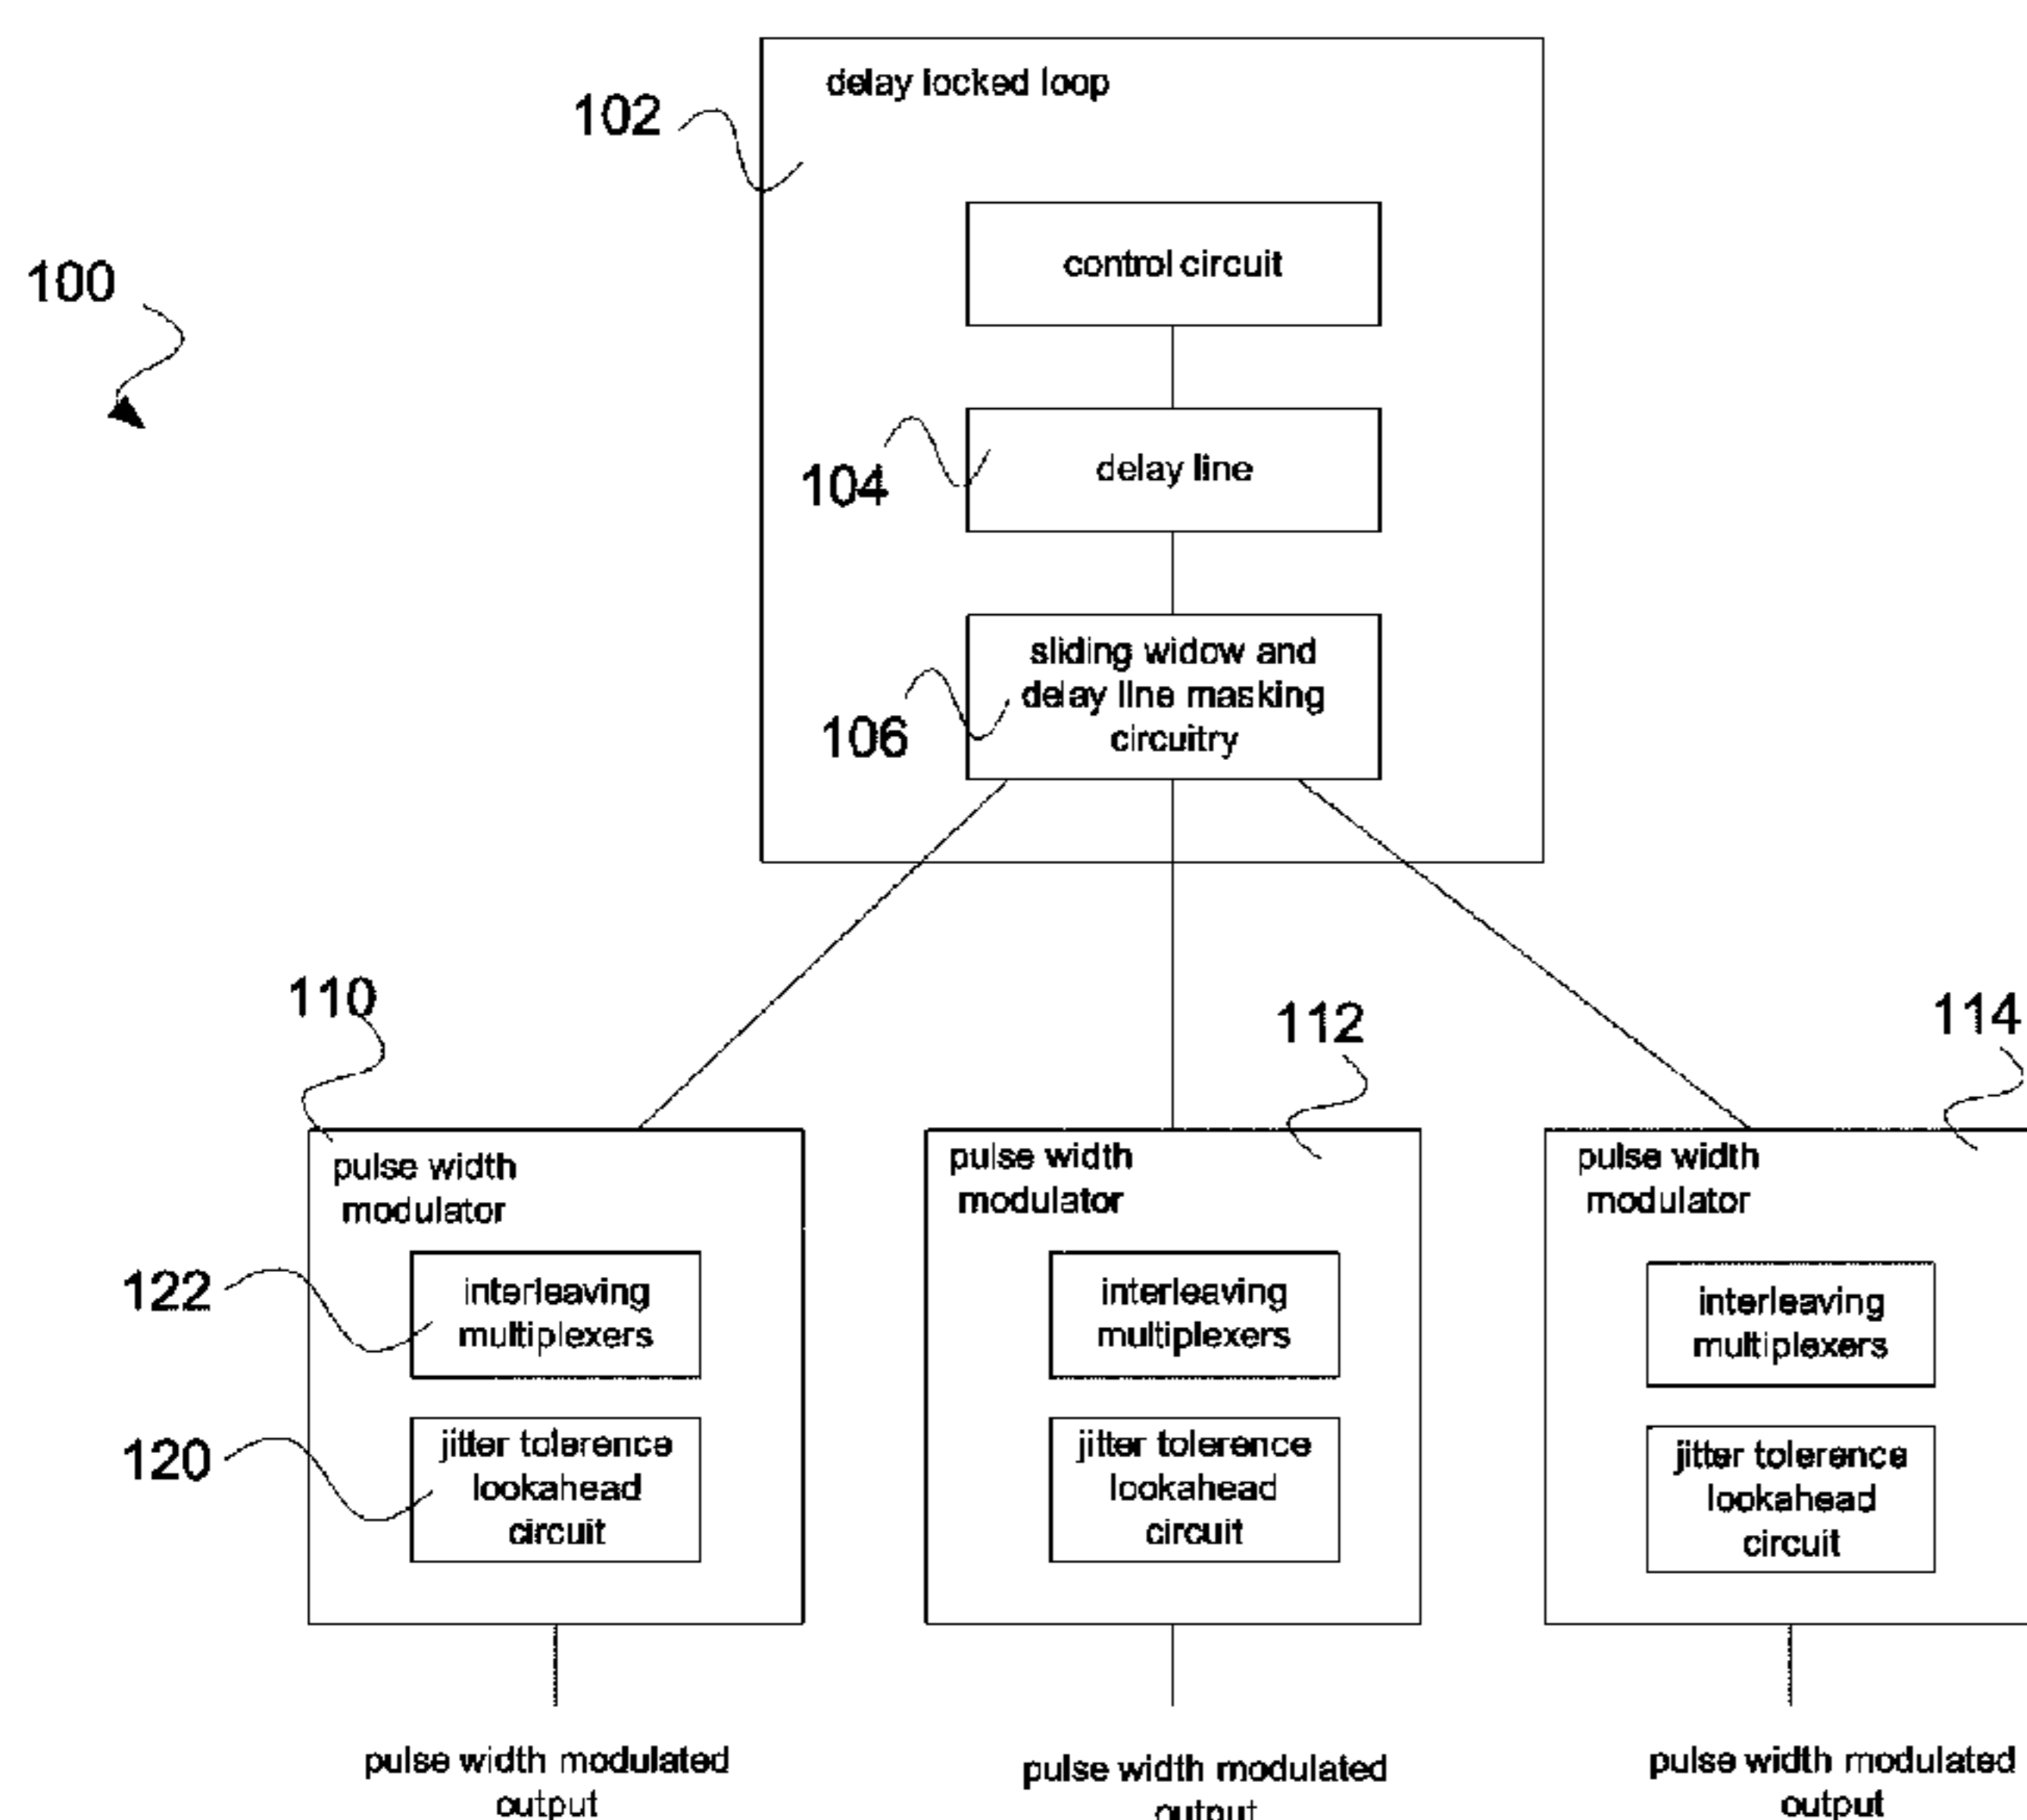 delay locked loop
102
control circuit
100
delay line
104
sliding widow and
delay line masking
circuitry
106
110
112
114
pulse width
modulator
pulse width
modulator
pulse width
modulator
122
interleaving
multiplexers
interleaving
multiplexers
interleaving
multiplexers
120
jitter tolerence
lookahead
circuit
jitter tolerence
lookahead
circuit
jitter tolerence
lookahead
circuit
pulse width modulated
output
pulse width modulated
output
pulse width modulated
output